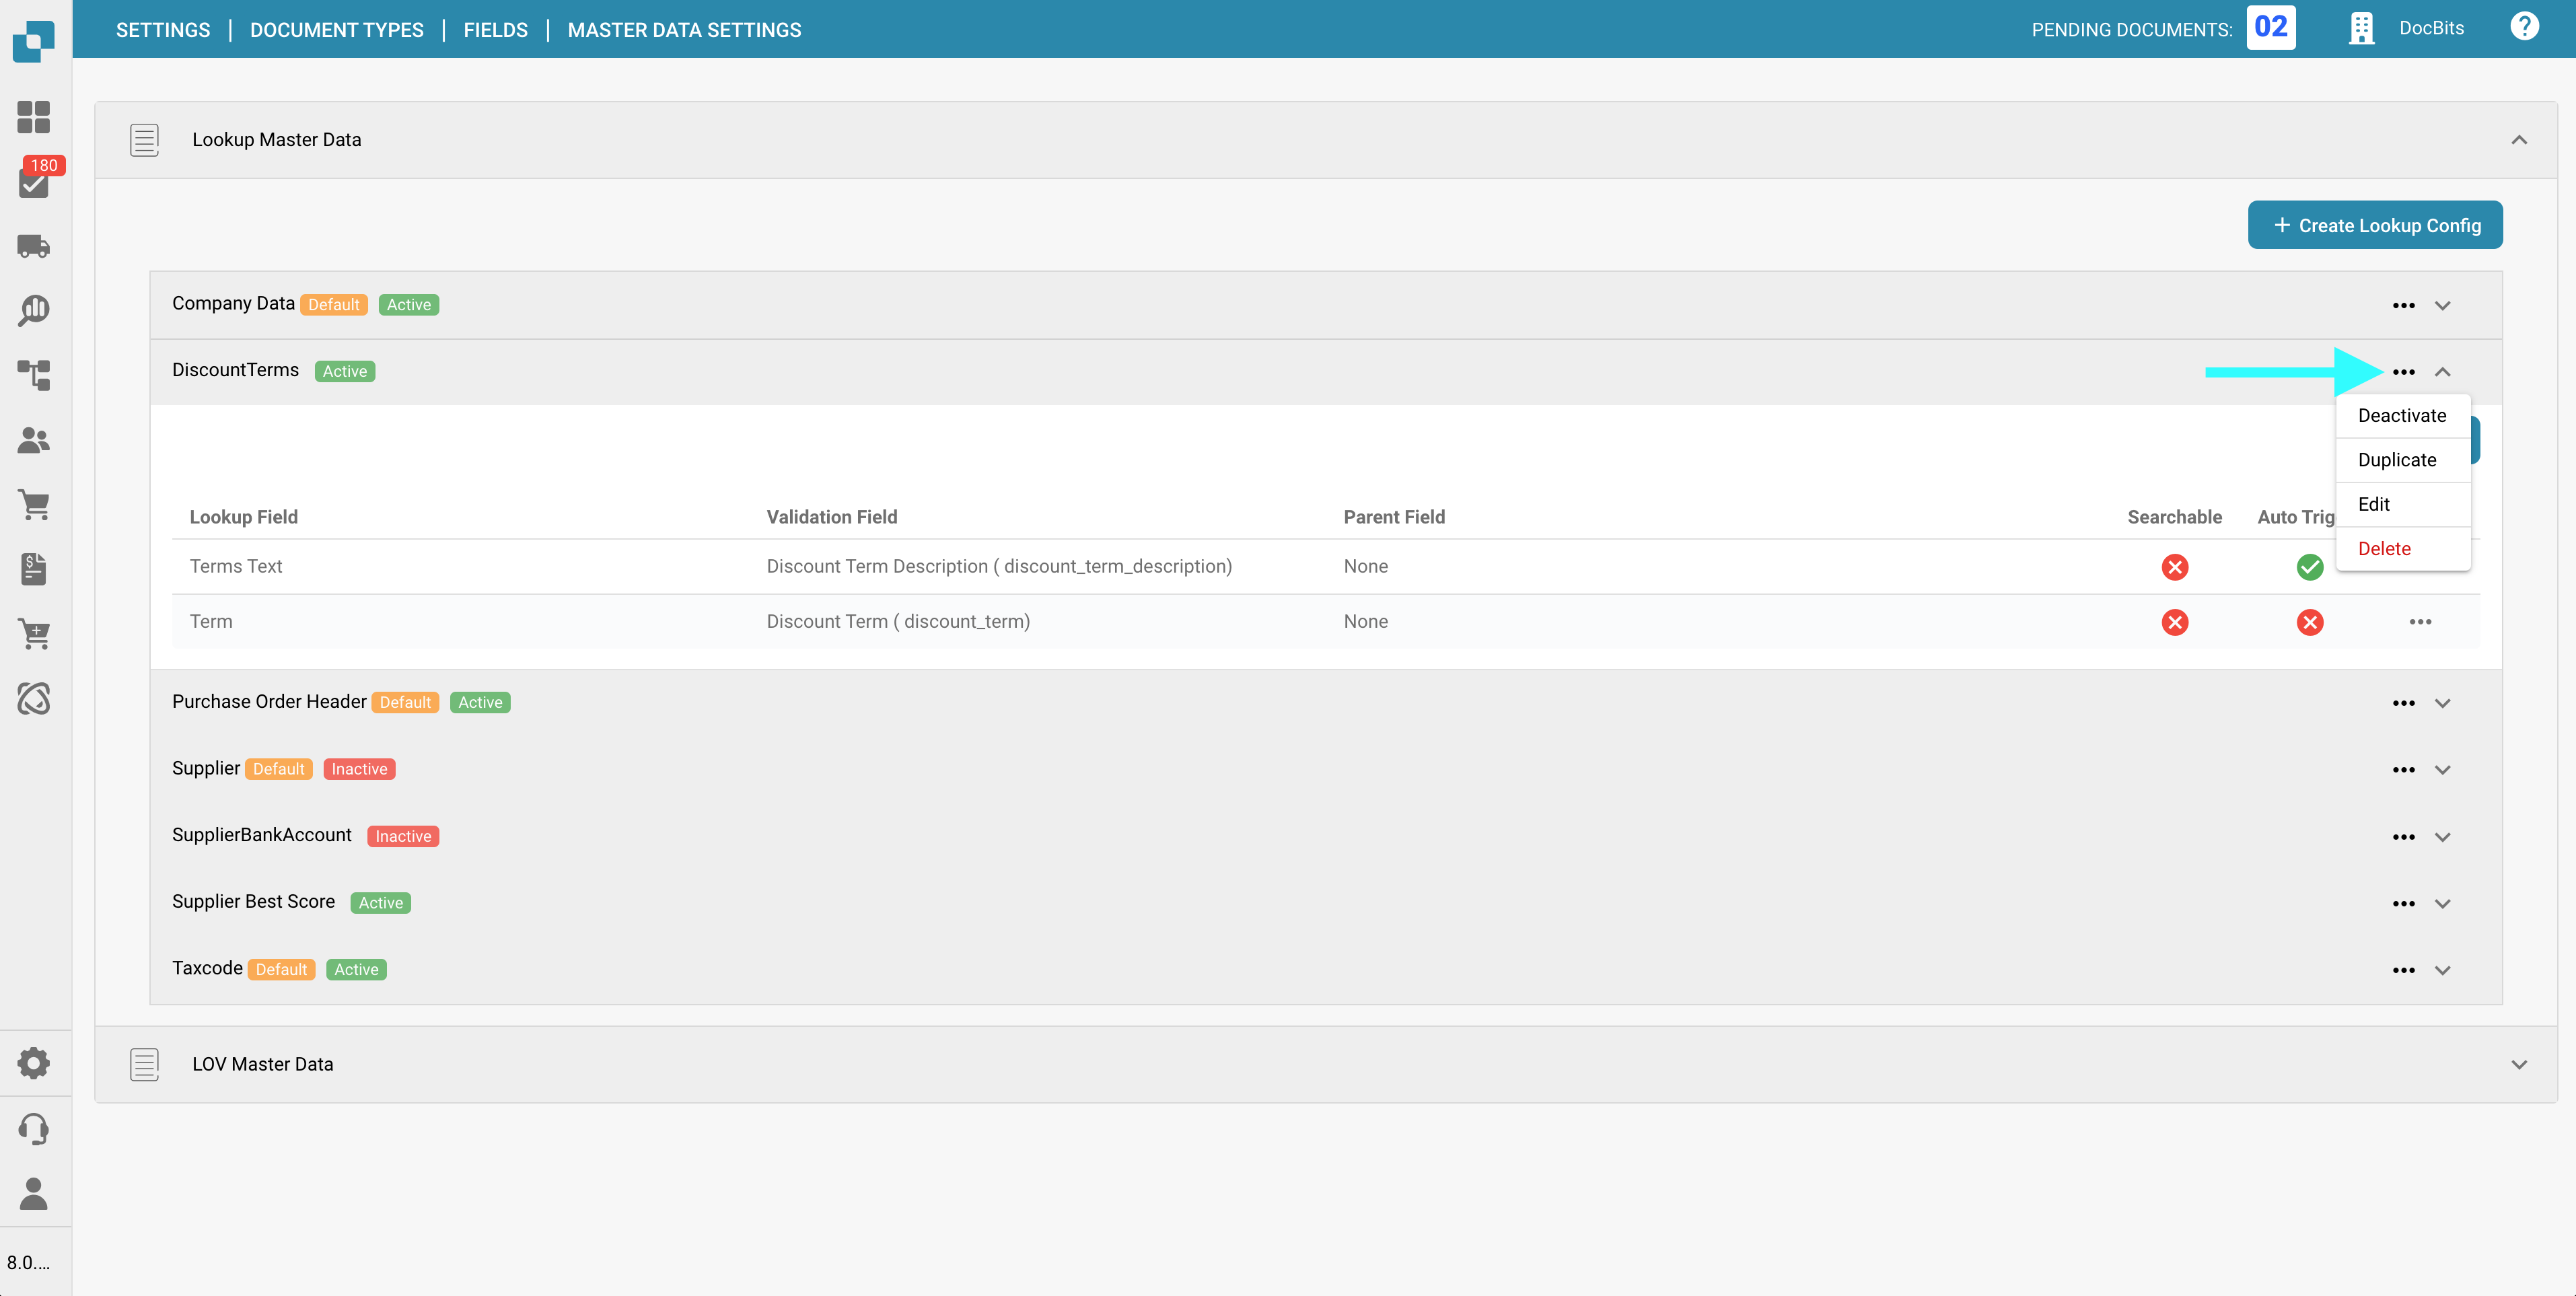 SETTINGS | DOCUMENT TYPES | FIELDS | MASTER DATA SETTINGS
PENDING DOCUMENTS: 02 DocBits ?
180
Lookup Master Data
+ Create Lookup Config
Company Data Default Active
DiscountTerms Active
Deactivate
Duplicate
Edit
Delete
Lookup Field Validation Field Parent Field Searchable Auto Trig
Terms Text Discount Term Description ( discount_term_description) None
Term Discount Term ( discount_term) None
Purchase Order Header Default Active
Supplier Default Inactive
SupplierBankAccount Inactive
Supplier Best Score Active
Taxcode Default Active
LOV Master Data
8.0....